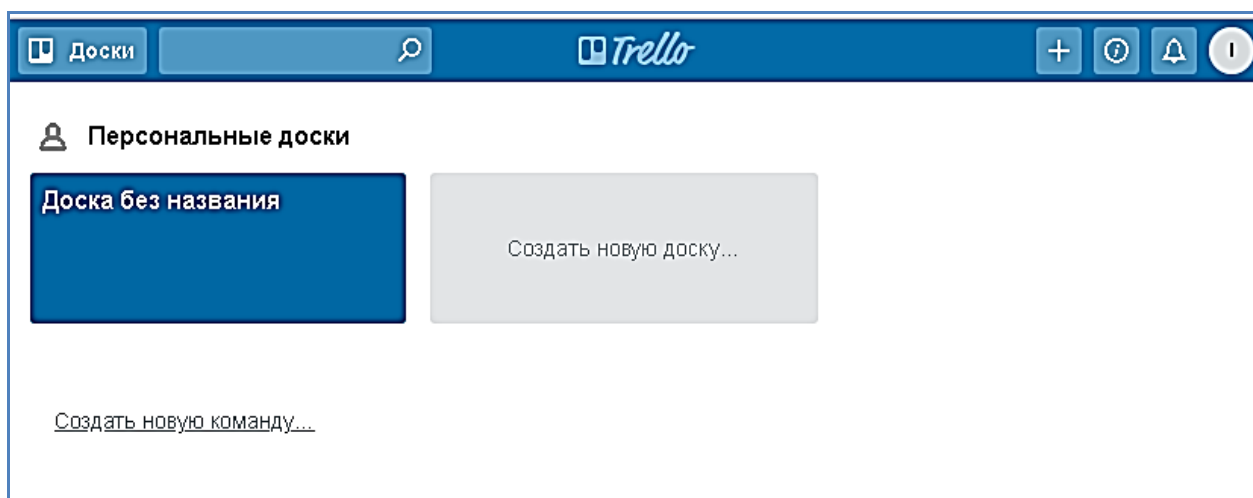 Доски
Trello
I
Персональные доски
Доска без названия
Создать новую доску...
Создать новую команду...